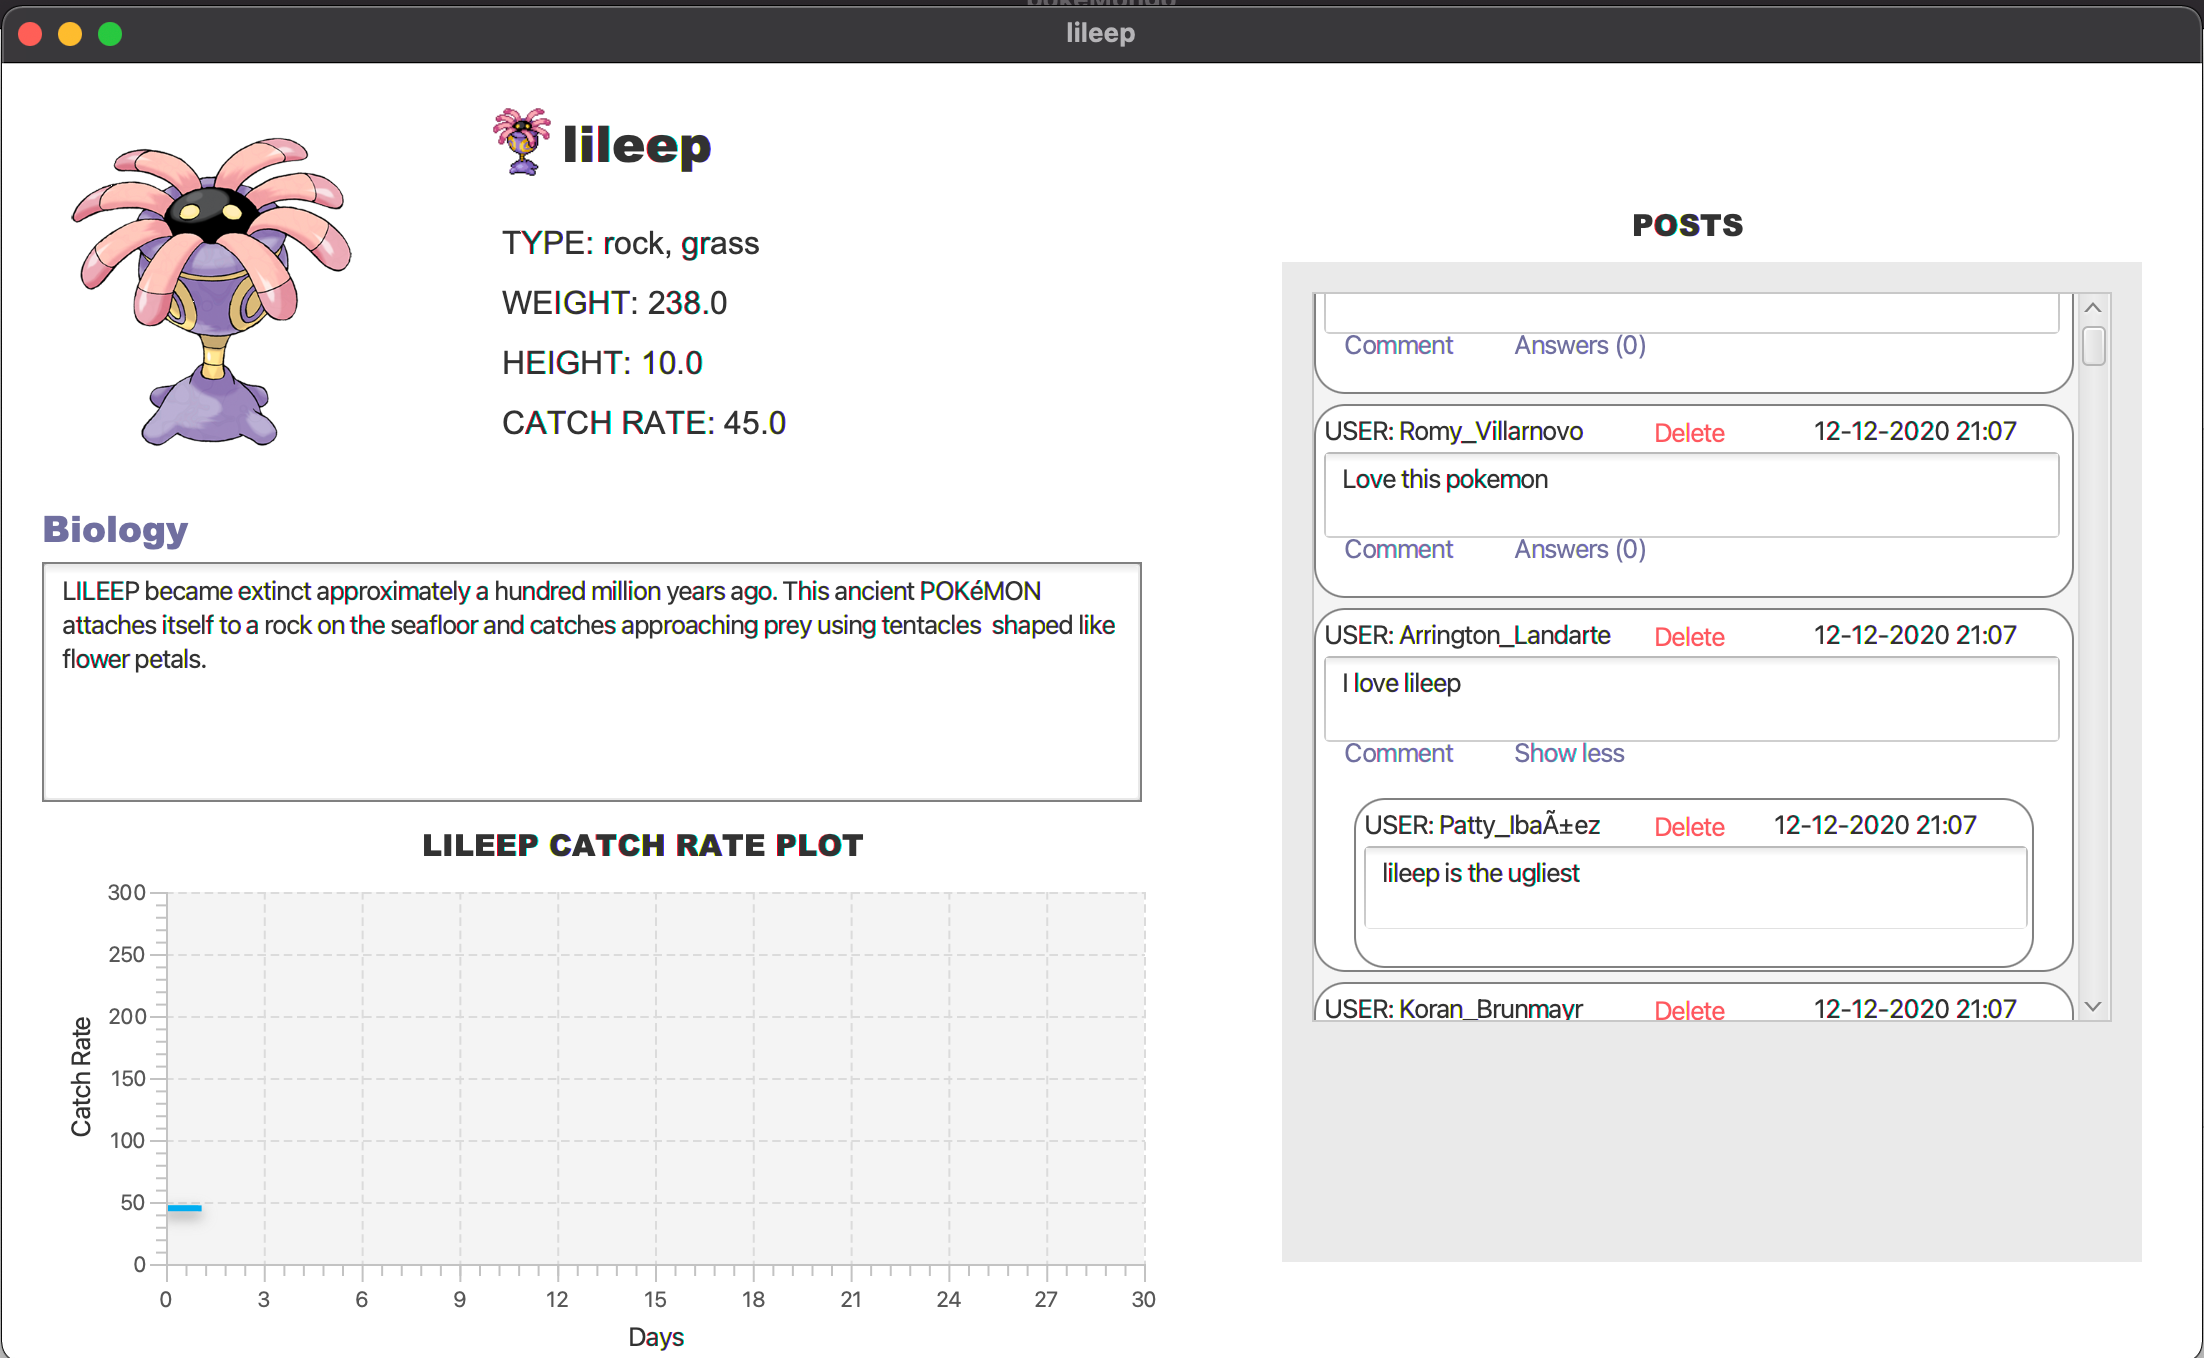 lileep
lileep
TYPE: rock, grass
WEIGHT: 238.0
HEIGHT: 10.0
CATCH RATE: 45.0
Biology
LILEEP became extinct approximately a hundred million years ago. This ancient POKéMON
attaches itself to a rock on the seafloor and catches approaching prey using tentacles  shaped like
flower petals.
LILEEP CATCH RATE PLOT
300
250
200
150
100
50
0
Catch Rate
0 3 6 9 12 15 18 21 24 27 30
Days
POSTS
Comment Answers (0)
USER: Romy_Villarnovo Delete 12-12-2020 21:07
Love this pokemon
Comment Answers (0)
USER: Arrington_Landarte Delete 12-12-2020 21:07
I love lileep
Comment Show less
USER: Patty_IbaÃ±ez Delete 12-12-2020 21:07
lileep is the ugliest
USER: Koran_Brunmayr Delete 12-12-2020 21:07